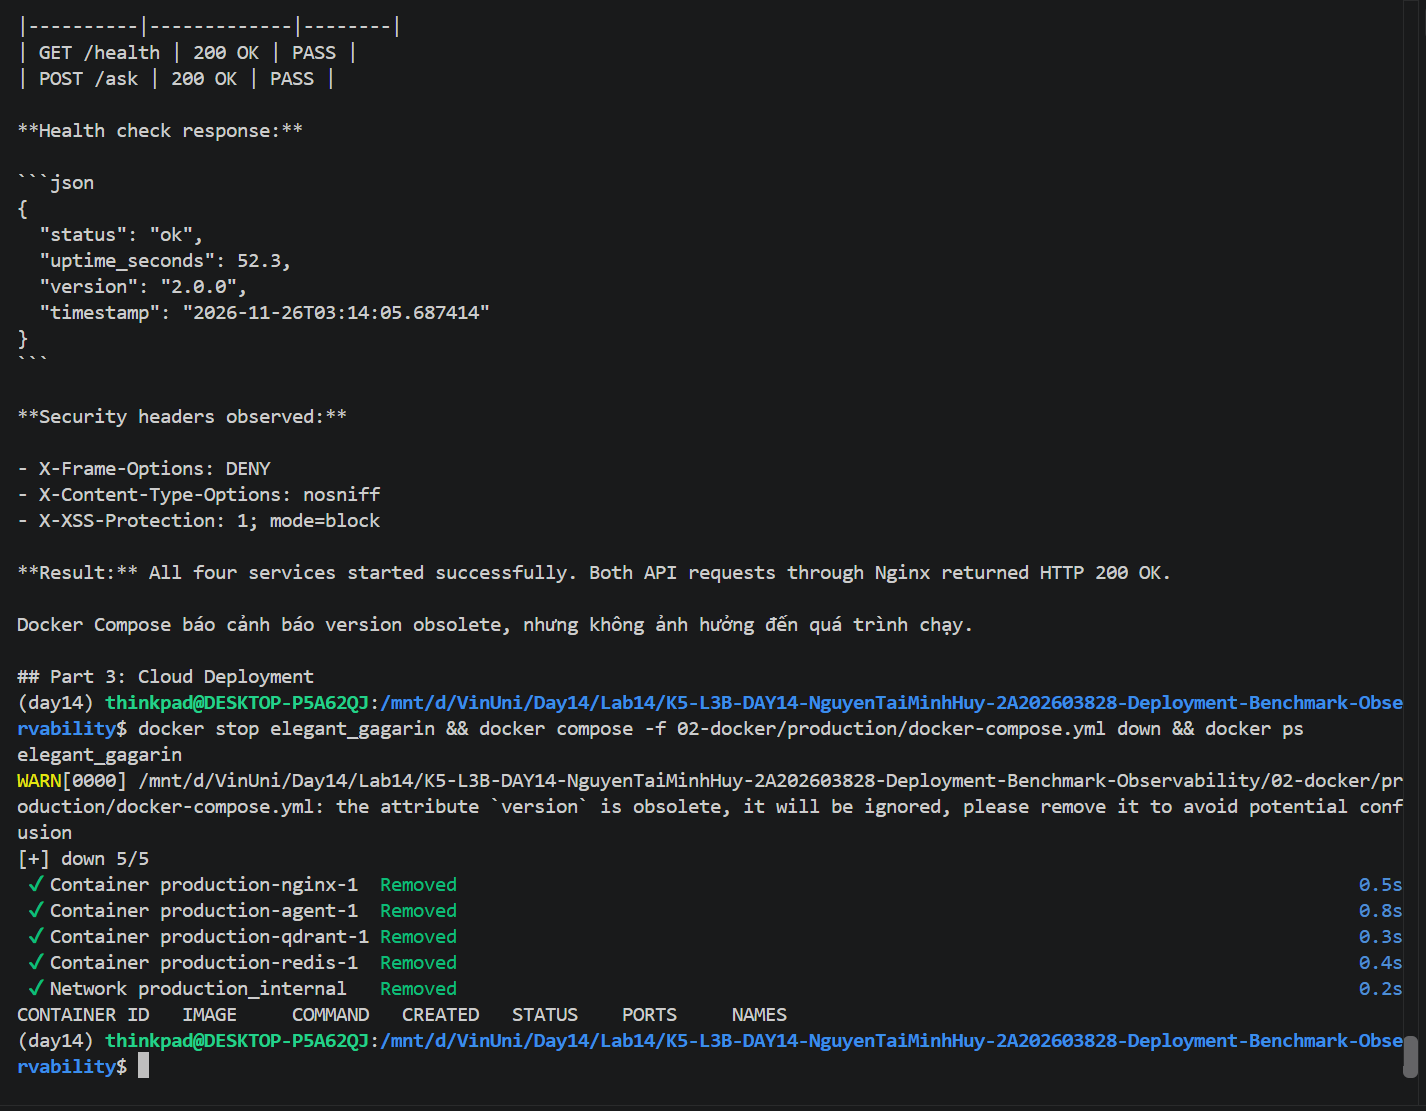 |----------|-------------|--------|
| GET /health | 200 OK | PASS |
| POST /ask | 200 OK | PASS |
**Health check response:**
```json
{
  "status": "ok",
  "uptime_seconds": 52.3,
  "version": "2.0.0",
  "timestamp": "2026-11-26T03:14:05.687414"
}
```
**Security headers observed:**
- X-Frame-Options: DENY
- X-Content-Type-Options: nosniff
- X-XSS-Protection: 1; mode=block
**Result:** All four services started successfully. Both API requests through Nginx returned HTTP 200 OK.
Docker Compose báo cảnh báo version obsolete, nhưng không ảnh hưởng đến quá trình chạy.
## Part 3: Cloud Deployment
(day14) thinkpad@DESKTOP-P5A62QJ:/mnt/d/VinUni/Day14/Lab14/K5-L3B-DAY14-NguyenTaiMinhHuy-2A202603828-Deployment-Benchmark-Obse
rvability$ docker stop elegant_gagarin && docker compose -f 02-docker/production/docker-compose.yml down && docker ps
elegant_gagarin
WARN[0000] /mnt/d/VinUni/Day14/Lab14/K5-L3B-DAY14-NguyenTaiMinhHuy-2A202603828-Deployment-Benchmark-Observability/02-docker/pr
oduction/docker-compose.yml: the attribute `version` is obsolete, it will be ignored, please remove it to avoid potential conf
usion
[+] down 5/5
 ✓ Container production-nginx-1  Removed 0.5s
 ✓ Container production-agent-1  Removed 0.8s
 ✓ Container production-qdrant-1 Removed 0.3s
 ✓ Container production-redis-1  Removed 0.4s
 ✓ Network production_internal   Removed 0.2s
CONTAINER ID   IMAGE     COMMAND   CREATED   STATUS    PORTS     NAMES
(day14) thinkpad@DESKTOP-P5A62QJ:/mnt/d/VinUni/Day14/Lab14/K5-L3B-DAY14-NguyenTaiMinhHuy-2A202603828-Deployment-Benchmark-Obse
rvability$